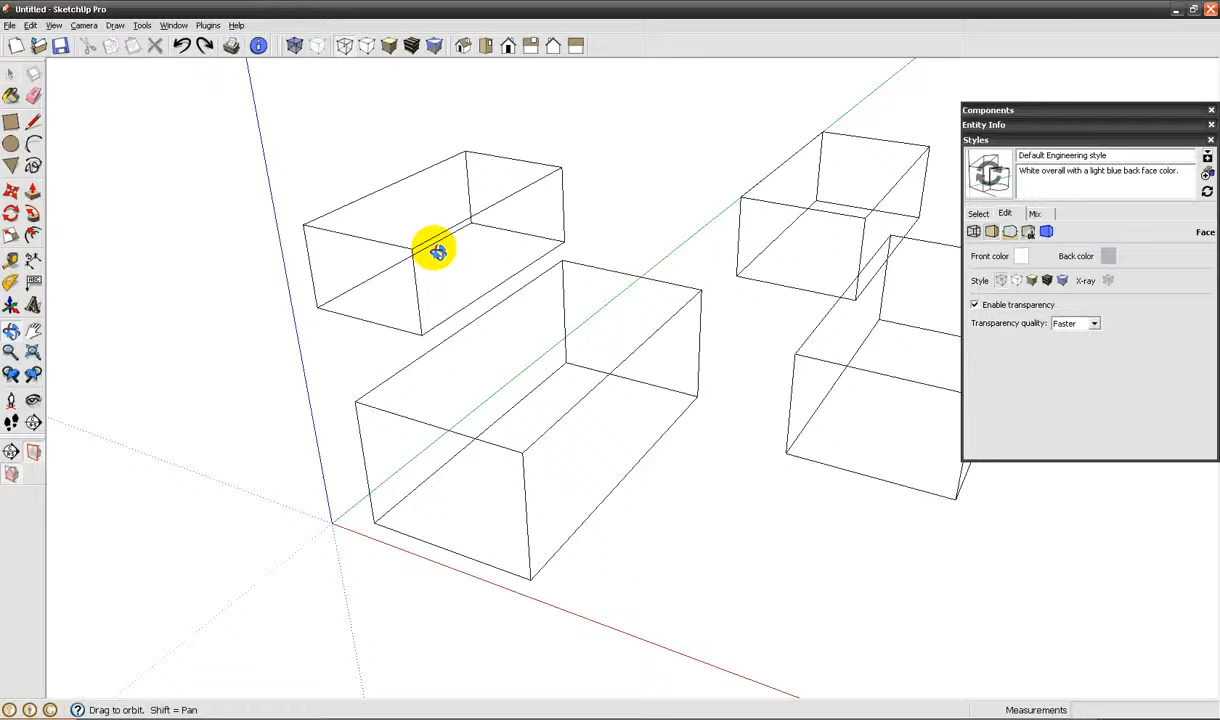 Untitled - SketchUp Pro
File Edit View Camera Draw Tools Window Plugins Help
Components
Entity Info
Styles
Default Engineering style
White overall with a light blue back face color.
Select Edit Mix
Face
Front color Back color
Style X-ray
Enable transparency
Transparency quality: Faster
Drag to orbit. Shift = Pan
Measurements